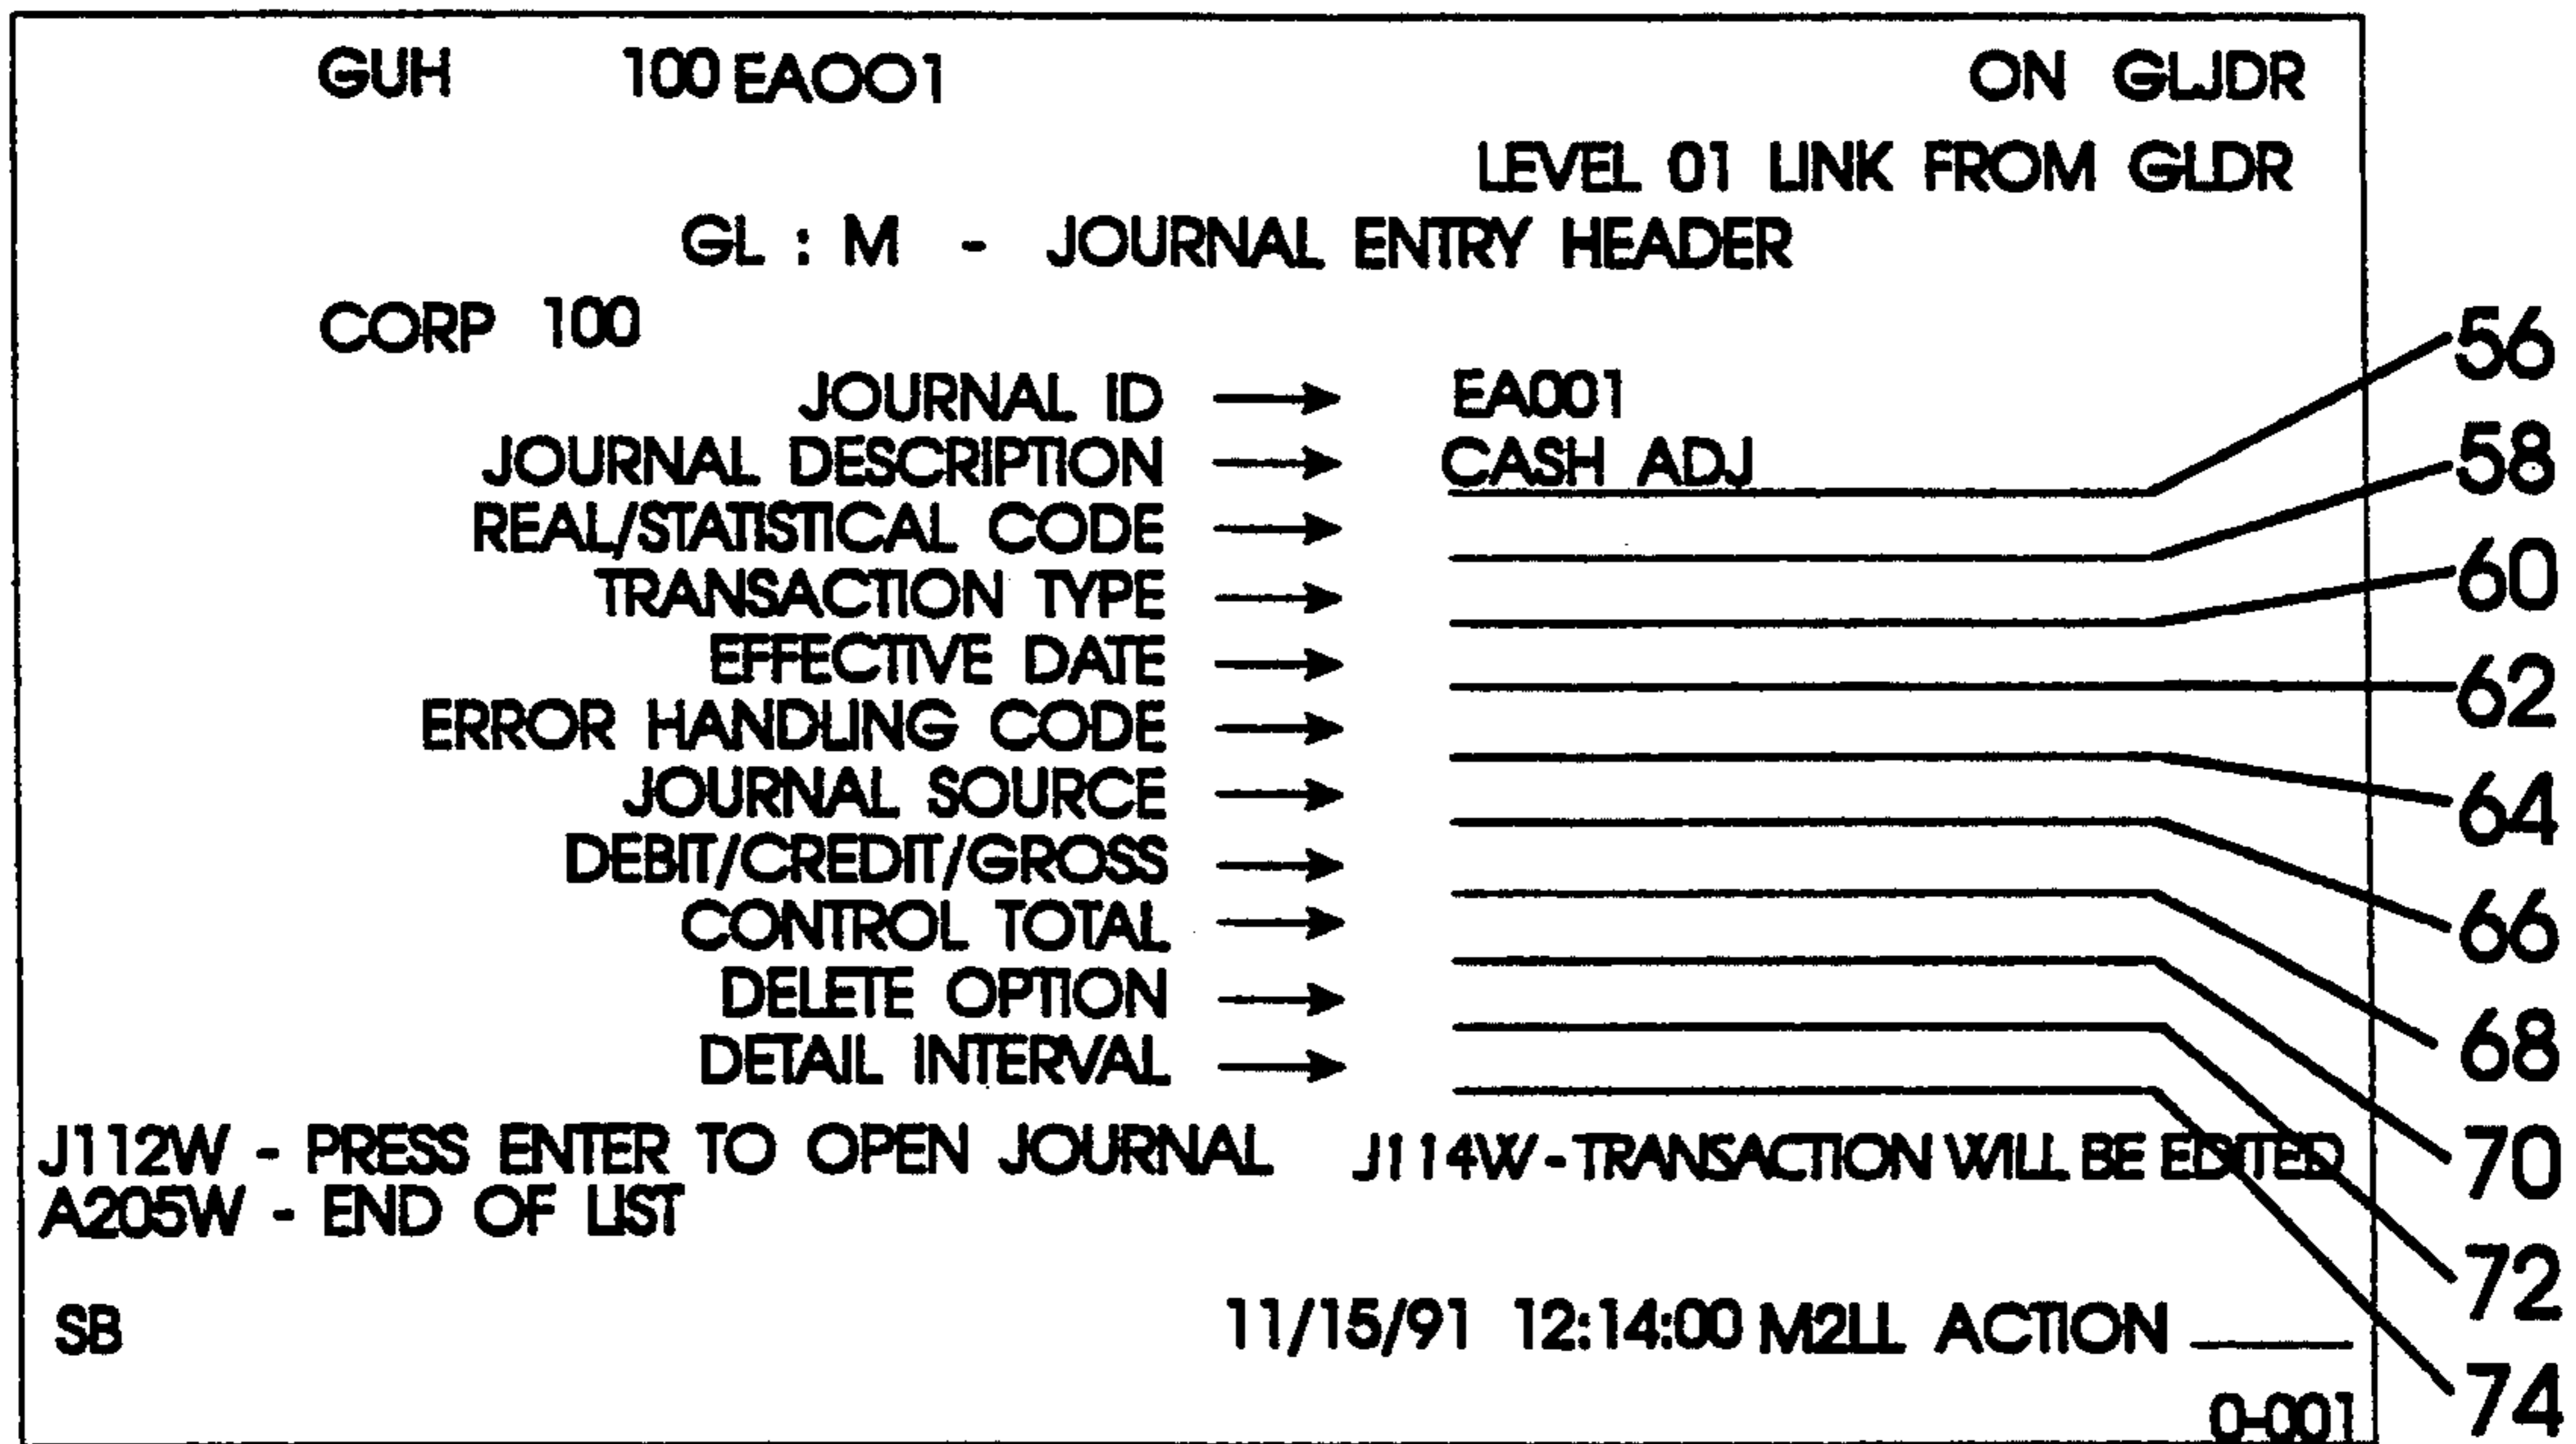 GUH 100 EAOO1 ON GLJDR
LEVEL 01 LINK FROM GLDR
GL : M - JOURNAL ENTRY HEADER
CORP 100
JOURNAL ID → EA001
JOURNAL DESCRIPTION → CASH ADJ
REAL/STATISTICAL CODE →
TRANSACTION TYPE →
EFFECTIVE DATE →
ERROR HANDLING CODE →
JOURNAL SOURCE →
DEBIT/CREDIT/GROSS →
CONTROL TOTAL →
DELETE OPTION →
DETAIL INTERVAL →
J112W - PRESS ENTER TO OPEN JOURNAL J114W - TRANSACTION WILL BE EDITED
A205W - END OF LIST
SB 11/15/91 12:14:00 M2LL ACTION
0-001
56
58
60
62
64
66
68
70
72
74